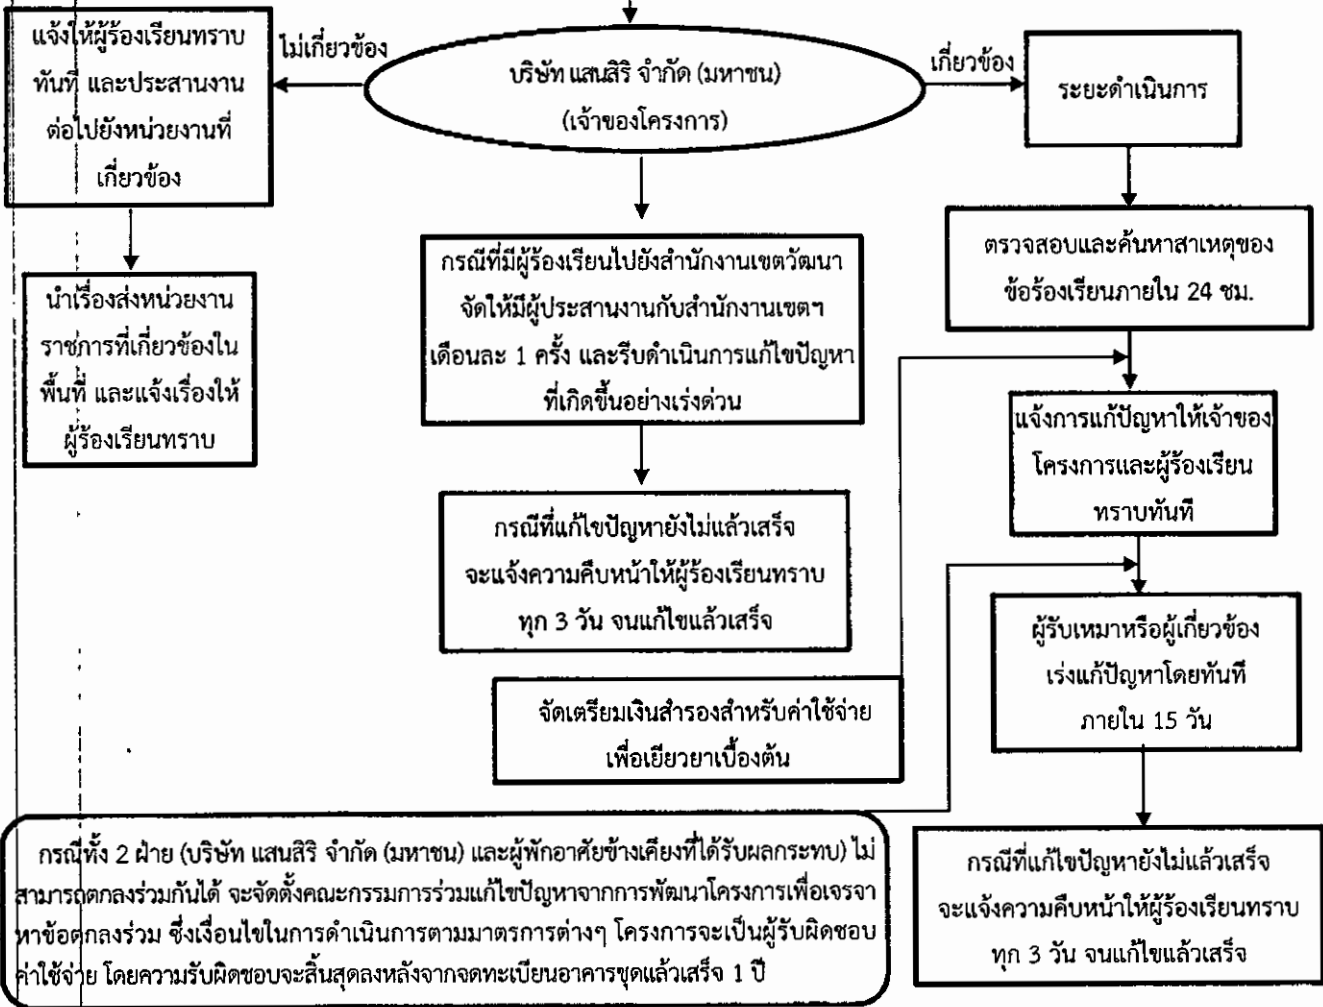 แจ้งให้ผู้ร้องเรียนทราบ
ทันที และประสานงาน
ต่อไปยังหน่วยงานที่
เกี่ยวข้อง
ไม่เกี่ยวข้อง
บริษัท แสนสิริ จำกัด (มหาชน)
(เจ้าของโครงการ)
เกี่ยวข้อง
ระยะดำเนินการ
นำเรื่องส่งหน่วยงาน
ราชการที่เกี่ยวข้องใน
พื้นที่ และแจ้งเรื่องให้
ผู้ร้องเรียนทราบ
กรณีที่มีผู้ร้องเรียนไปยังสำนักงานเขตวัฒนา
จัดให้มีผู้ประสานงานกับสำนักงานเขตฯ
เดือนละ 1 ครั้ง และรีบดำเนินการแก้ไขปัญหา
ที่เกิดขึ้นอย่างเร่งด่วน
ตรวจสอบและค้นหาสาเหตุของ
ข้อร้องเรียนภายใน 24 ชม.
แจ้งการแก้ปัญหาให้เจ้าของ
โครงการและผู้ร้องเรียน
ทราบทันที
กรณีที่แก้ไขปัญหายังไม่แล้วเสร็จ
จะแจ้งความคืบหน้าให้ผู้ร้องเรียนทราบ
ทุก 3 วัน จนแก้ไขแล้วเสร็จ
ผู้รับเหมาหรือผู้เกี่ยวข้อง
เร่งแก้ปัญหาโดยทันที
ภายใน 15 วัน
จัดเตรียมเงินสำรองสำหรับค่าใช้จ่าย
เพื่อเยียวยาเบื้องต้น
กรณีทั้ง 2 ฝ่าย (บริษัท แสนสิริ จำกัด (มหาชน) และผู้พักอาศัยข้างเคียงที่ได้รับผลกระทบ) ไม่
สามารถตกลงร่วมกันได้ จะจัดตั้งคณะกรรมการร่วมแก้ไขปัญหาจากการพัฒนาโครงการเพื่อเจรจา
หาข้อตกลงร่วม ซึ่งเงื่อนไขในการดำเนินการตามมาตรการต่างๆ โครงการจะเป็นผู้รับผิดชอบ
ค่าใช้จ่าย โดยความรับผิดชอบจะสิ้นสุดลงหลังจากจดทะเบียนอาคารชุดแล้วเสร็จ 1 ปี
กรณีที่แก้ไขปัญหายังไม่แล้วเสร็จ
จะแจ้งความคืบหน้าให้ผู้ร้องเรียนทราบ
ทุก 3 วัน จนแก้ไขแล้วเสร็จ